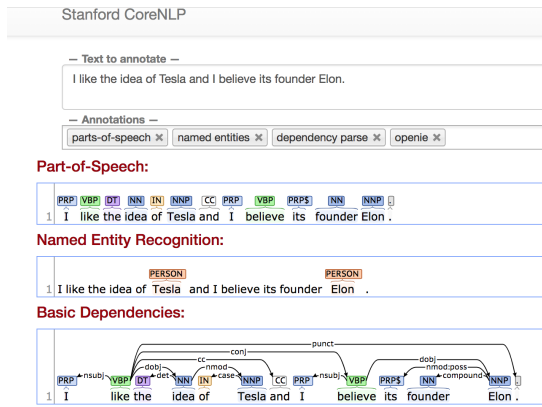 Stanford CoreNLP
— Text to annotate —
I like the idea of Tesla and I believe its founder Elon.
— Annotations —
parts-of-speech × named entities × dependency parse × openie ×
Part-of-Speech:
PRP VBP DT NN IN NNP CC PRP VBP PRP$ NN NNP .
1 I like the idea of Tesla and I believe its founder Elon .
Named Entity Recognition:
PERSON PERSON
1 I like the idea of Tesla and I believe its founder Elon .
Basic Dependencies:
punct
conj
cc dobj
dobj nmod nmod:poss
nsubj det case nsubj compound
PRP VBP DT NN IN NNP CC PRP VBP PRP$ NN NNP .
1 I like the idea of Tesla and I believe its founder Elon .